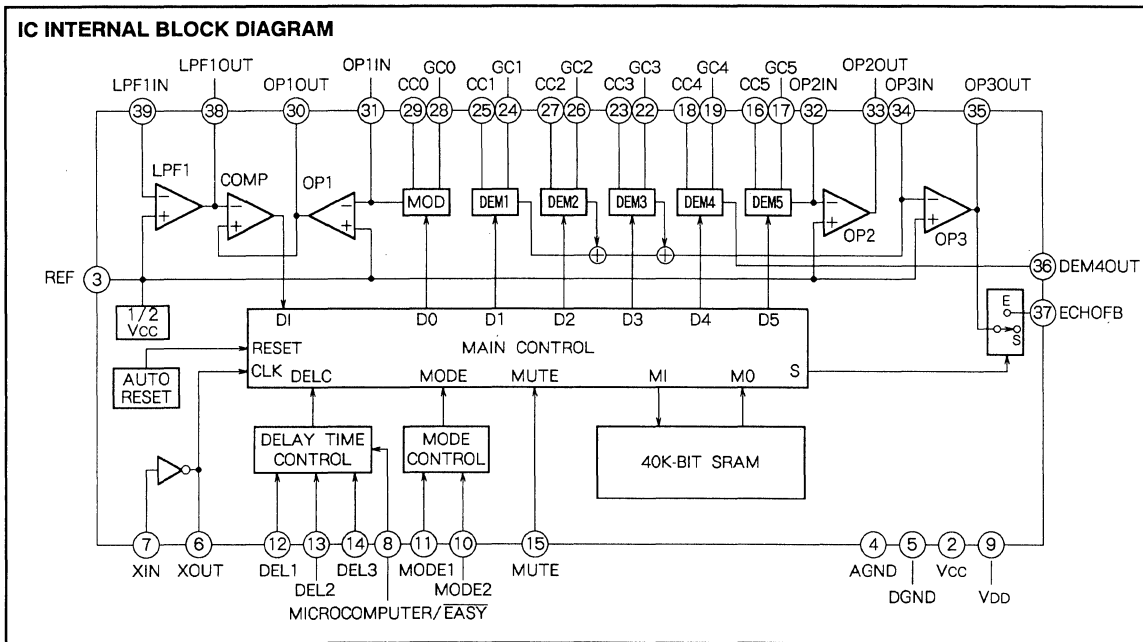 IC INTERNAL BLOCK DIAGRAM
LPF1IN LPF1OUT OP1OUT OP1IN CC0 GC0 CC1 GC1 CC2 GC2 CC3 GC3 CC4 GC4 CC5 GC5 OP2IN OP2OUT OP3IN OP3OUT
39 38 30 31 29 28 25 24 27 26 23 22 18 19 16 17 32 33 34 35
LPF1 COMP OP1 MOD DEM1 DEM2 DEM3 DEM4 DEM5 OP2 OP3
− + − + − + − + − +
REF 3
36 DEM4OUT
1/2
VCC
E
S
37 ECHOFB
DI D0 D1 D2 D3 D4 D5
RESET MAIN CONTROL
AUTO
RESET
CLK DELC MODE MUTE MI MO S
DELAY TIME
CONTROL
MODE
CONTROL
40K-BIT SRAM
7 6 12 13 14 8 11 10 15 4 5 2 9
XIN XOUT DEL1 DEL3 MODE1 MUTE AGND VCC
DEL2 MODE2 DGND VDD
MICROCOMPUTER/EASY